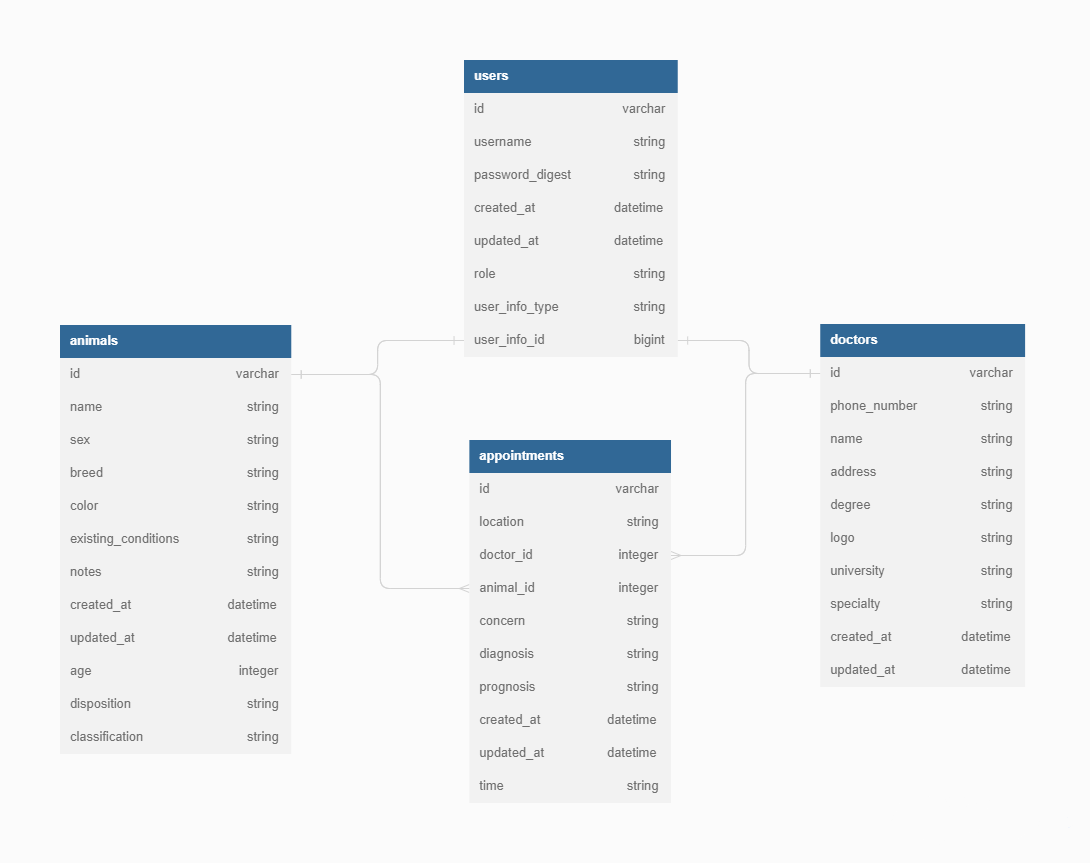 users
id varchar
username string
password_digest string
created_at datetime
updated_at datetime
role string
user_info_type string
user_info_id bigint
animals
id varchar
name string
sex string
breed string
color string
existing_conditions string
notes string
created_at datetime
updated_at datetime
age integer
disposition string
classification string
appointments
id varchar
location string
doctor_id integer
animal_id integer
concern string
diagnosis string
prognosis string
created_at datetime
updated_at datetime
time string
doctors
id varchar
phone_number string
name string
address string
degree string
logo string
university string
specialty string
created_at datetime
updated_at datetime